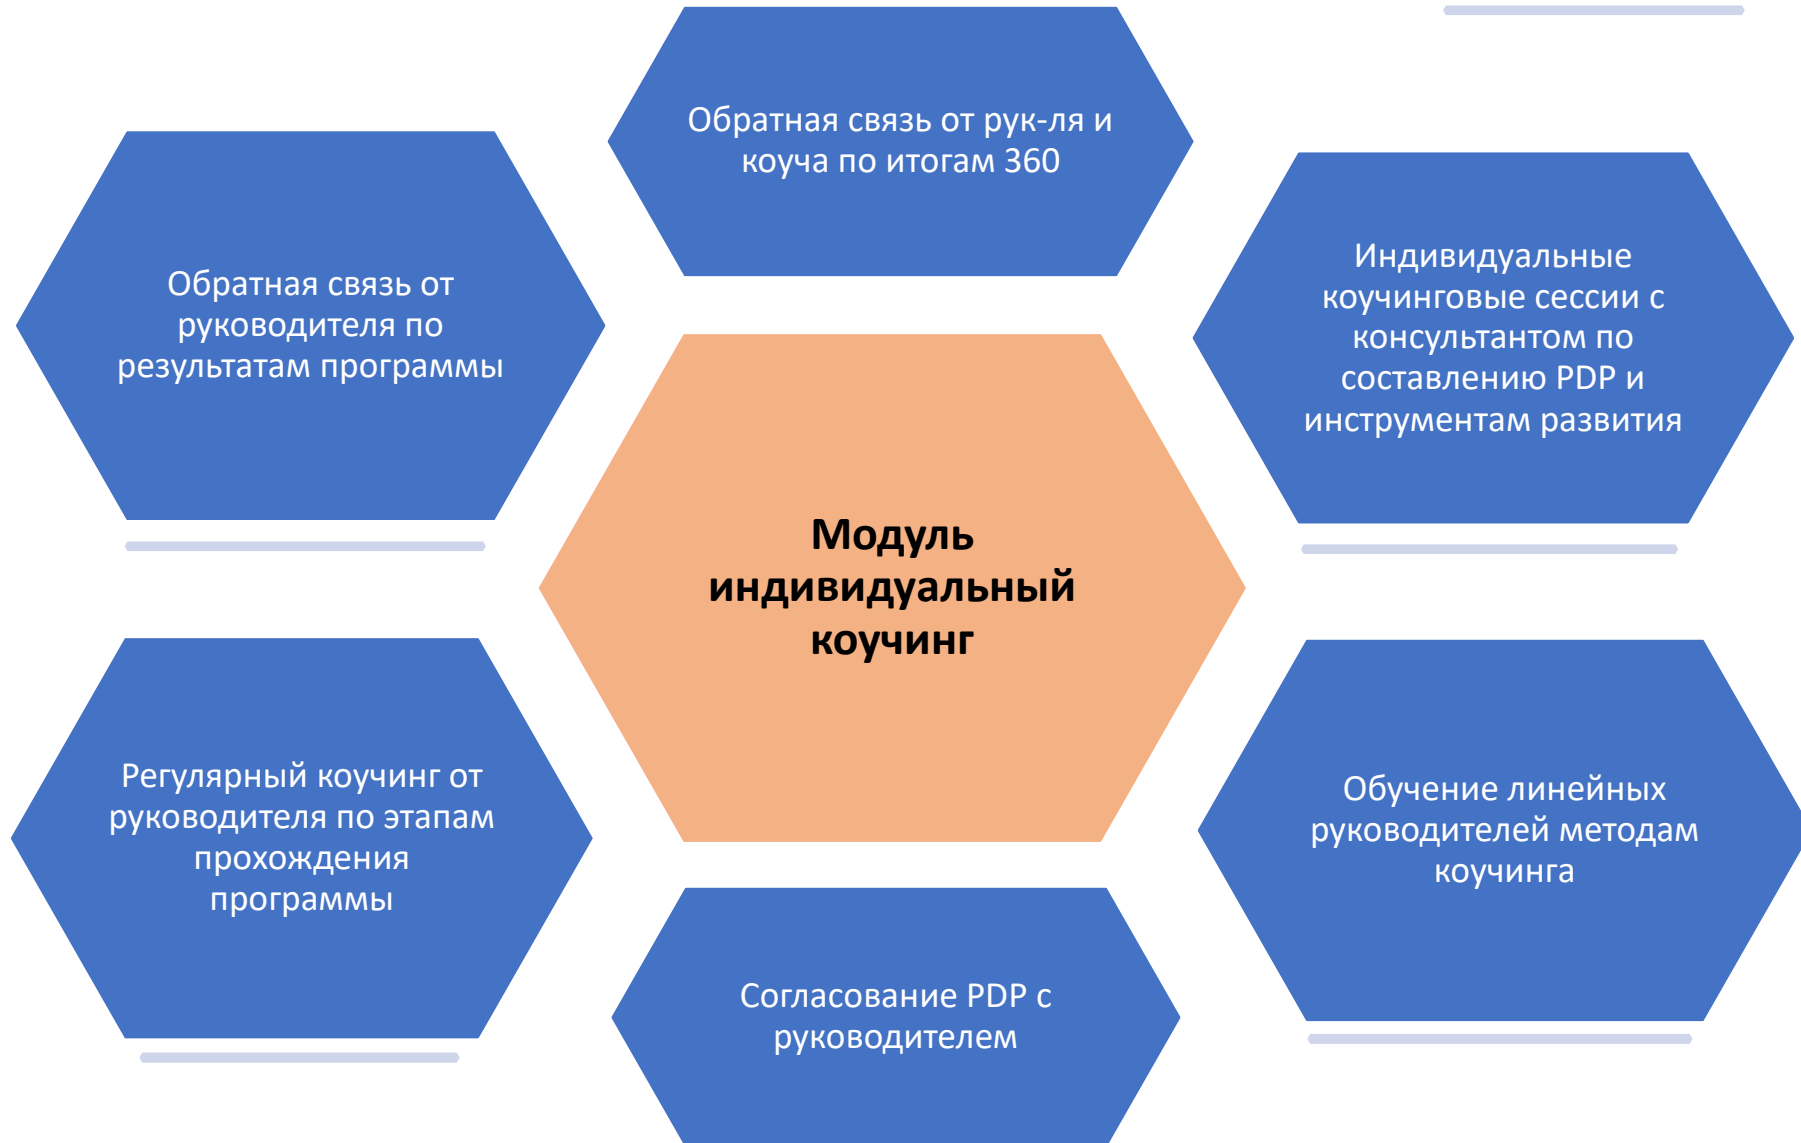 Обратная связь от рук-ля и
коуча по итогам 360
Обратная связь от
руководителя по
результатам программы
Индивидуальные
коучинговые сессии с
консультантом по
составлению PDP и
инструментам развития
Модуль
индивидуальный
коучинг
Регулярный коучинг от
руководителя по этапам
прохождения
программы
Обучение линейных
руководителей методам
коучинга
Согласование PDP с
руководителем